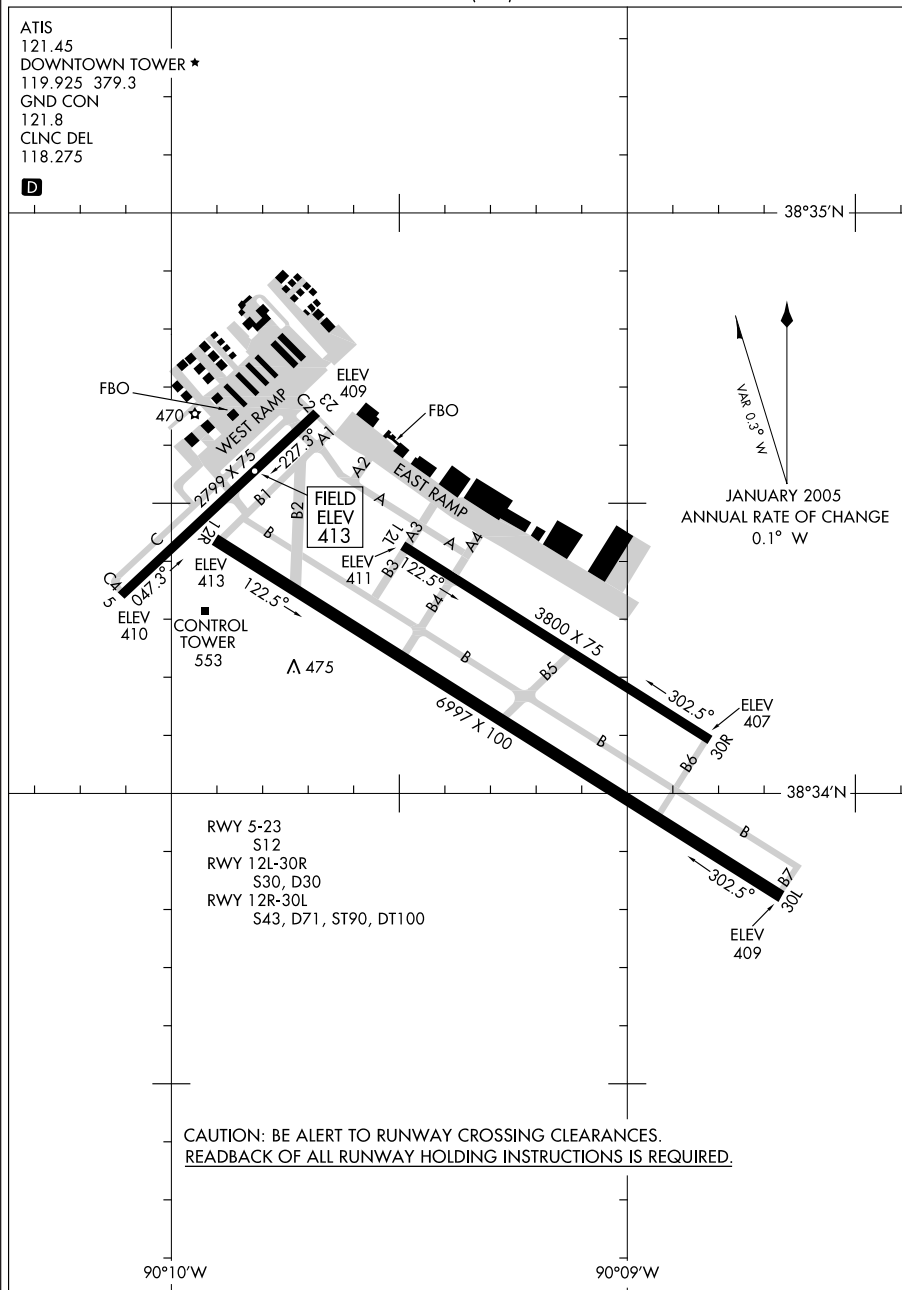 ATIS
121.45
DOWNTOWN TOWER ★
119.925 379.3
GND CON
121.8
CLNC DEL
118.275
D
38°35'N
VAR 0.3° W
JANUARY 2005
ANNUAL RATE OF CHANGE
0.1° W
FBO
470
WEST RAMP
C2
23
ELEV
409
FBO
A1
227.3°
2799 X 75
A2
EAST RAMP
A
B1
B2
FIELD
ELEV
413
C
B
12R
12L
A3
A
A4
ELEV
411
B3
122.5°
C4
5
047.3°
ELEV
413
ELEV
410
122.5°
B4
CONTROL
TOWER
553
475
3800 X 75
B
B5
302.5°
ELEV
407
30R
6997 X 100
B
B6
38°34'N
B
B7
302.5°
30L
ELEV
409
RWY 5-23
S12
RWY 12L-30R
S30, D30
RWY 12R-30L
S43, D71, ST90, DT100
CAUTION: BE ALERT TO RUNWAY CROSSING CLEARANCES.
READBACK OF ALL RUNWAY HOLDING INSTRUCTIONS IS REQUIRED.
90°10'W
90°09'W